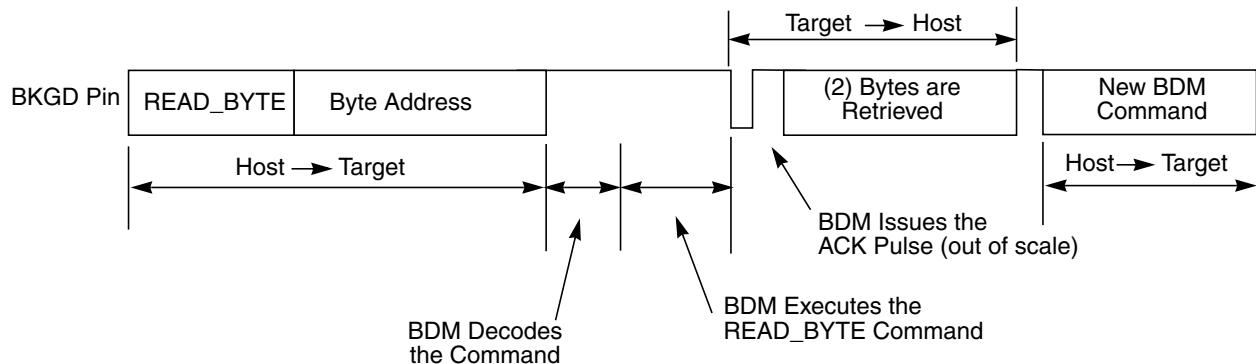 Target → Host
BKGD Pin
READ_BYTE
Byte Address
(2) Bytes are
Retrieved
New BDM
Command
Host → Target
Host → Target
BDM Issues the
ACK Pulse (out of scale)
BDM Executes the
READ_BYTE Command
BDM Decodes
the Command